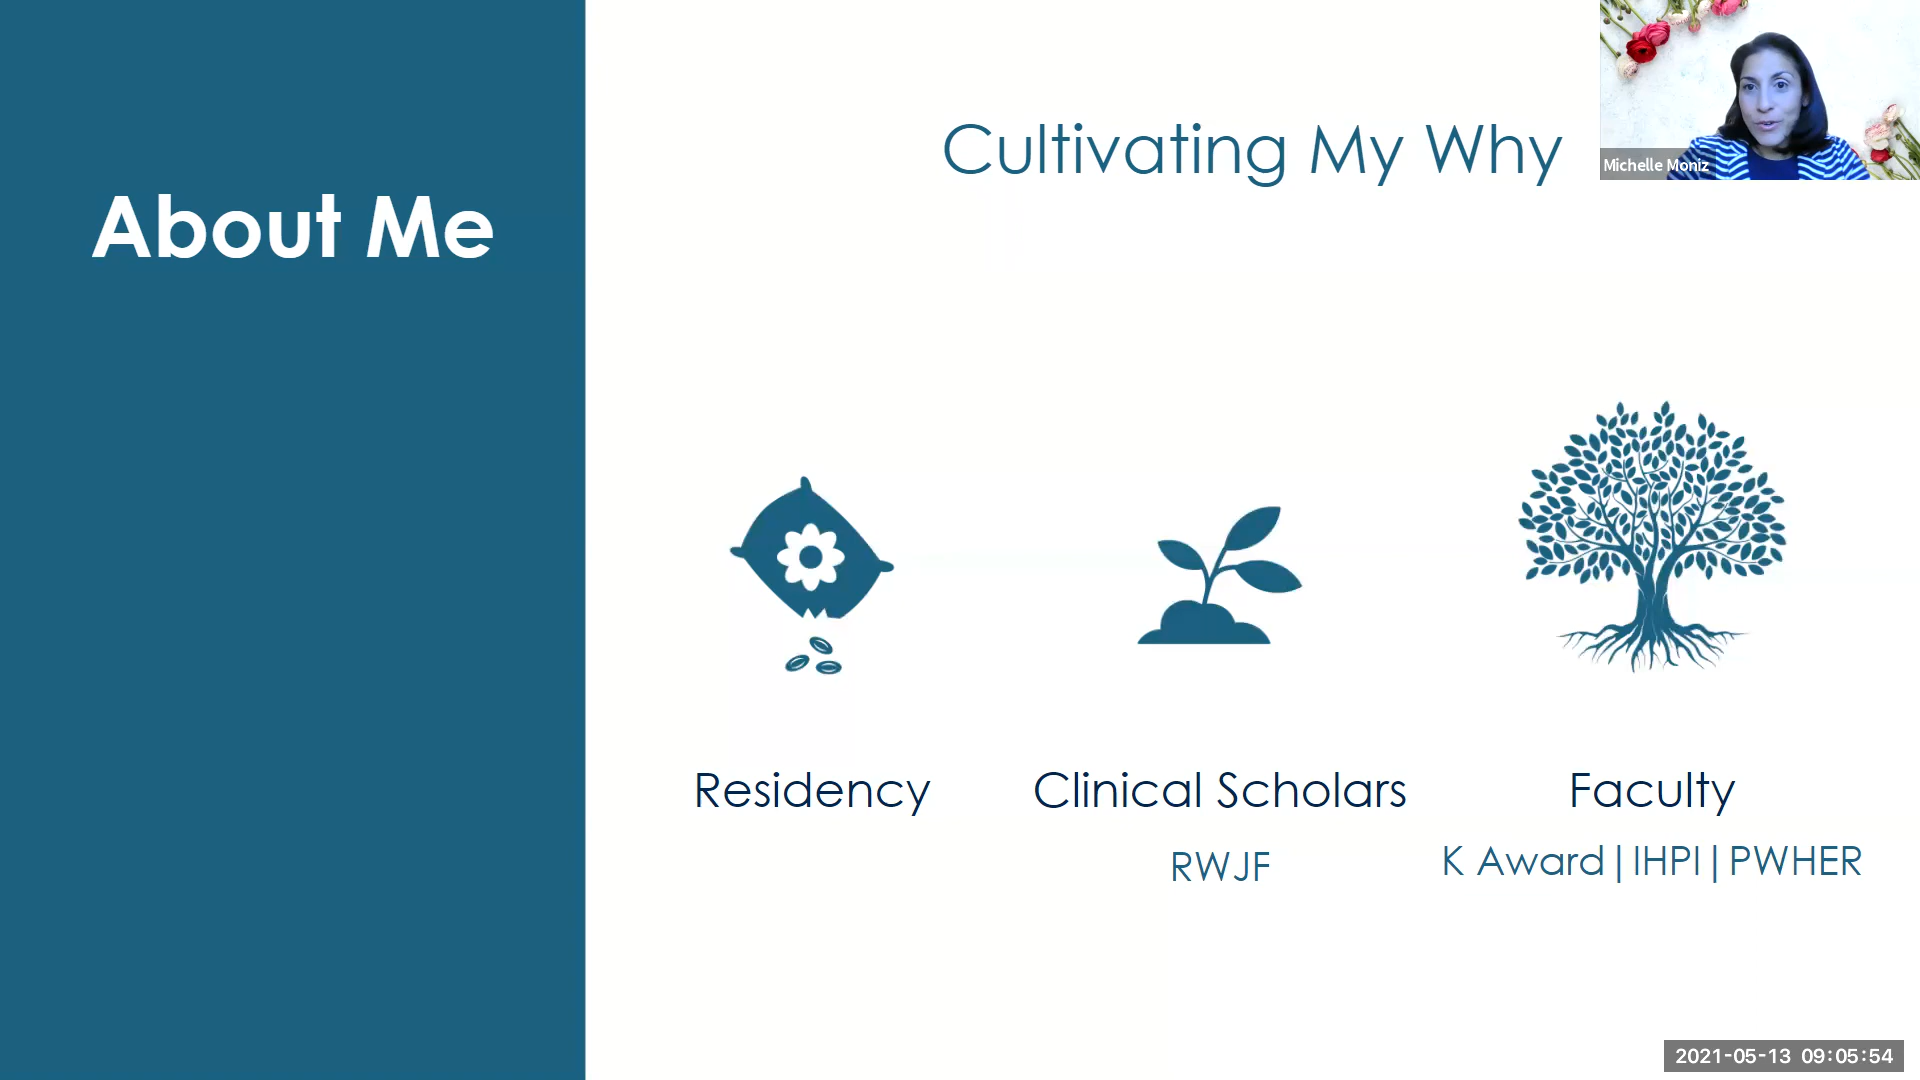 About Me
Cultivating My Why
Michelle Moniz
Residency
Clinical Scholars
Faculty
RWJF
K Award|IHPI|PWHER
2021-05-13 09:05:54